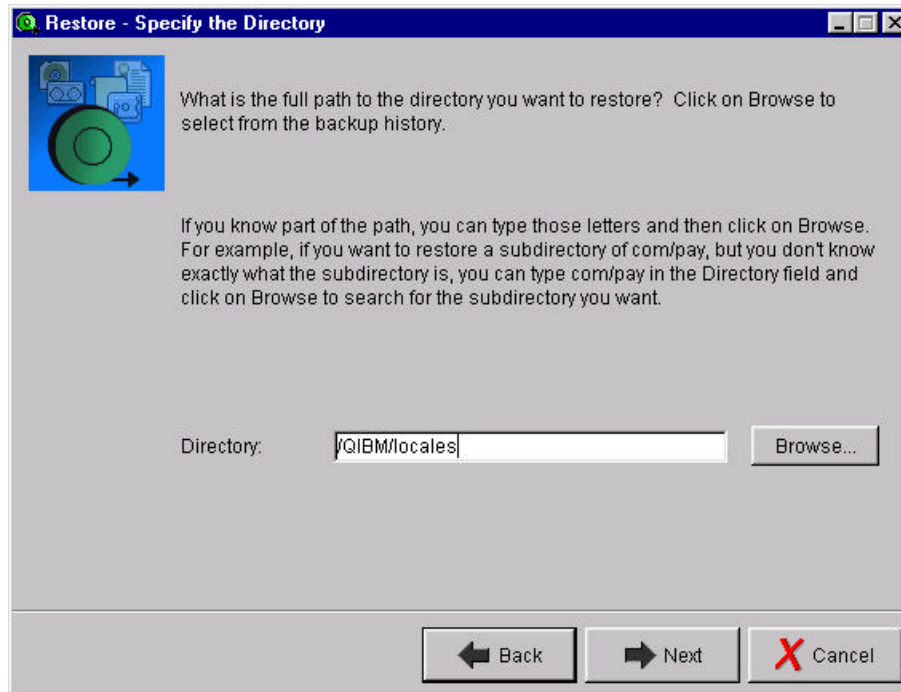 Restore - Specify the Directory
What is the full path to the directory you want to restore?  Click on Browse to
select from the backup history.
If you know part of the path, you can type those letters and then click on Browse.
For example, if you want to restore a subdirectory of com/pay, but you don't know
exactly what the subdirectory is, you can type com/pay in the Directory field and
click on Browse to search for the subdirectory you want.
Directory: /QIBM/locales Browse...
Back Next Cancel